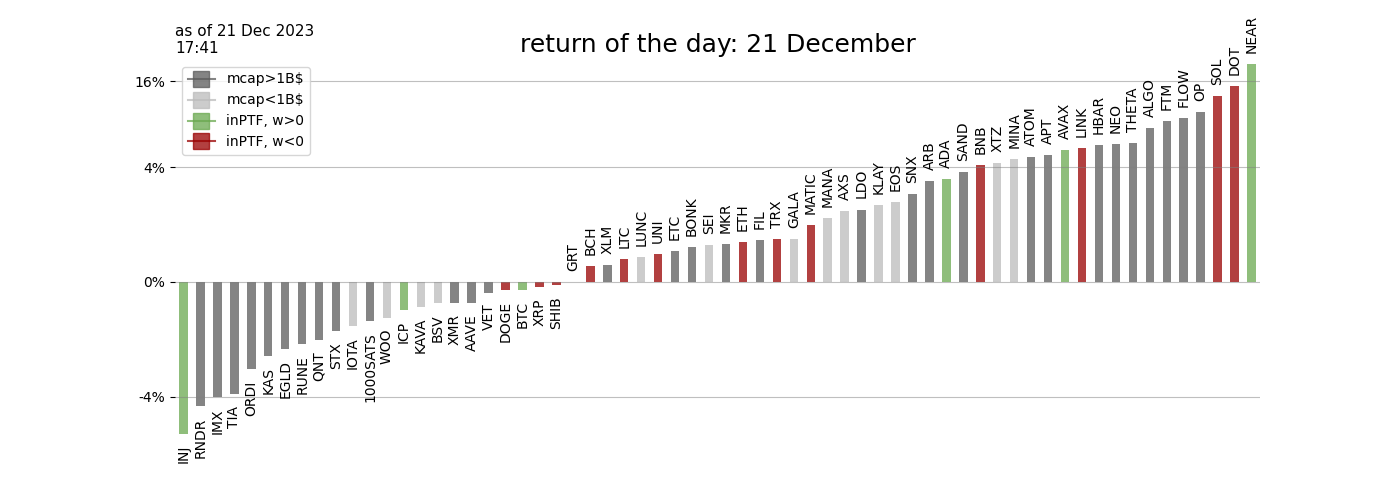 as of 21 Dec 2023
17:41
return of the day: 21 December
mcap>1B$
mcap<1B$
inPTF, w>0
inPTF, w<0
16%
4%
0%
-4%
INJ
RNDR
IMX
TIA
ORDI
KAS
EGLD
RUNE
QNT
STX
IOTA
1000SATS
WOO
ICP
KAVA
BSV
XMR
AAVE
VET
DOGE
BTC
XRP
SHIB
GRT
BCH
XLM
LTC
LUNC
UNI
ETC
BONK
SEI
MKR
ETH
FIL
TRX
GALA
MATIC
MANA
AXS
LDO
KLAY
EOS
SNX
ARB
ADA
SAND
BNB
XTZ
MINA
ATOM
APT
AVAX
LINK
HBAR
NEO
THETA
ALGO
FTM
FLOW
OP
SOL
DOT
NEAR